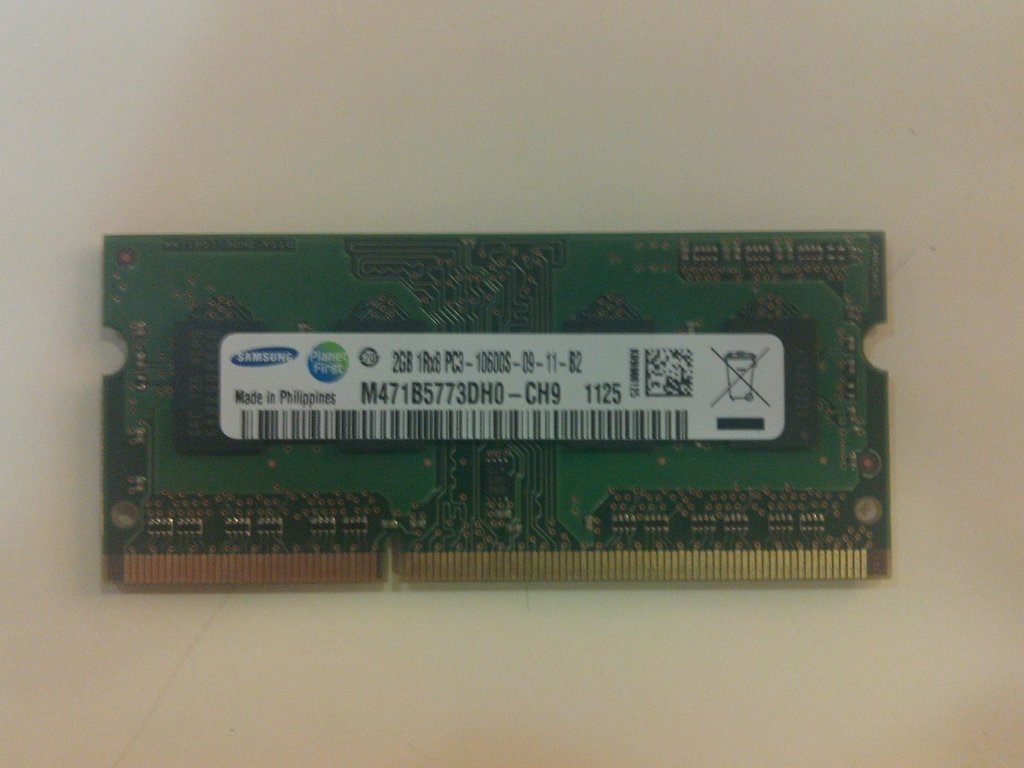 SAMSUNG
Planet
First
2GB 1Rx8 PC3-10600S-09-11-B2
Made in Philippines
M471B5773DH0-CH9 1125